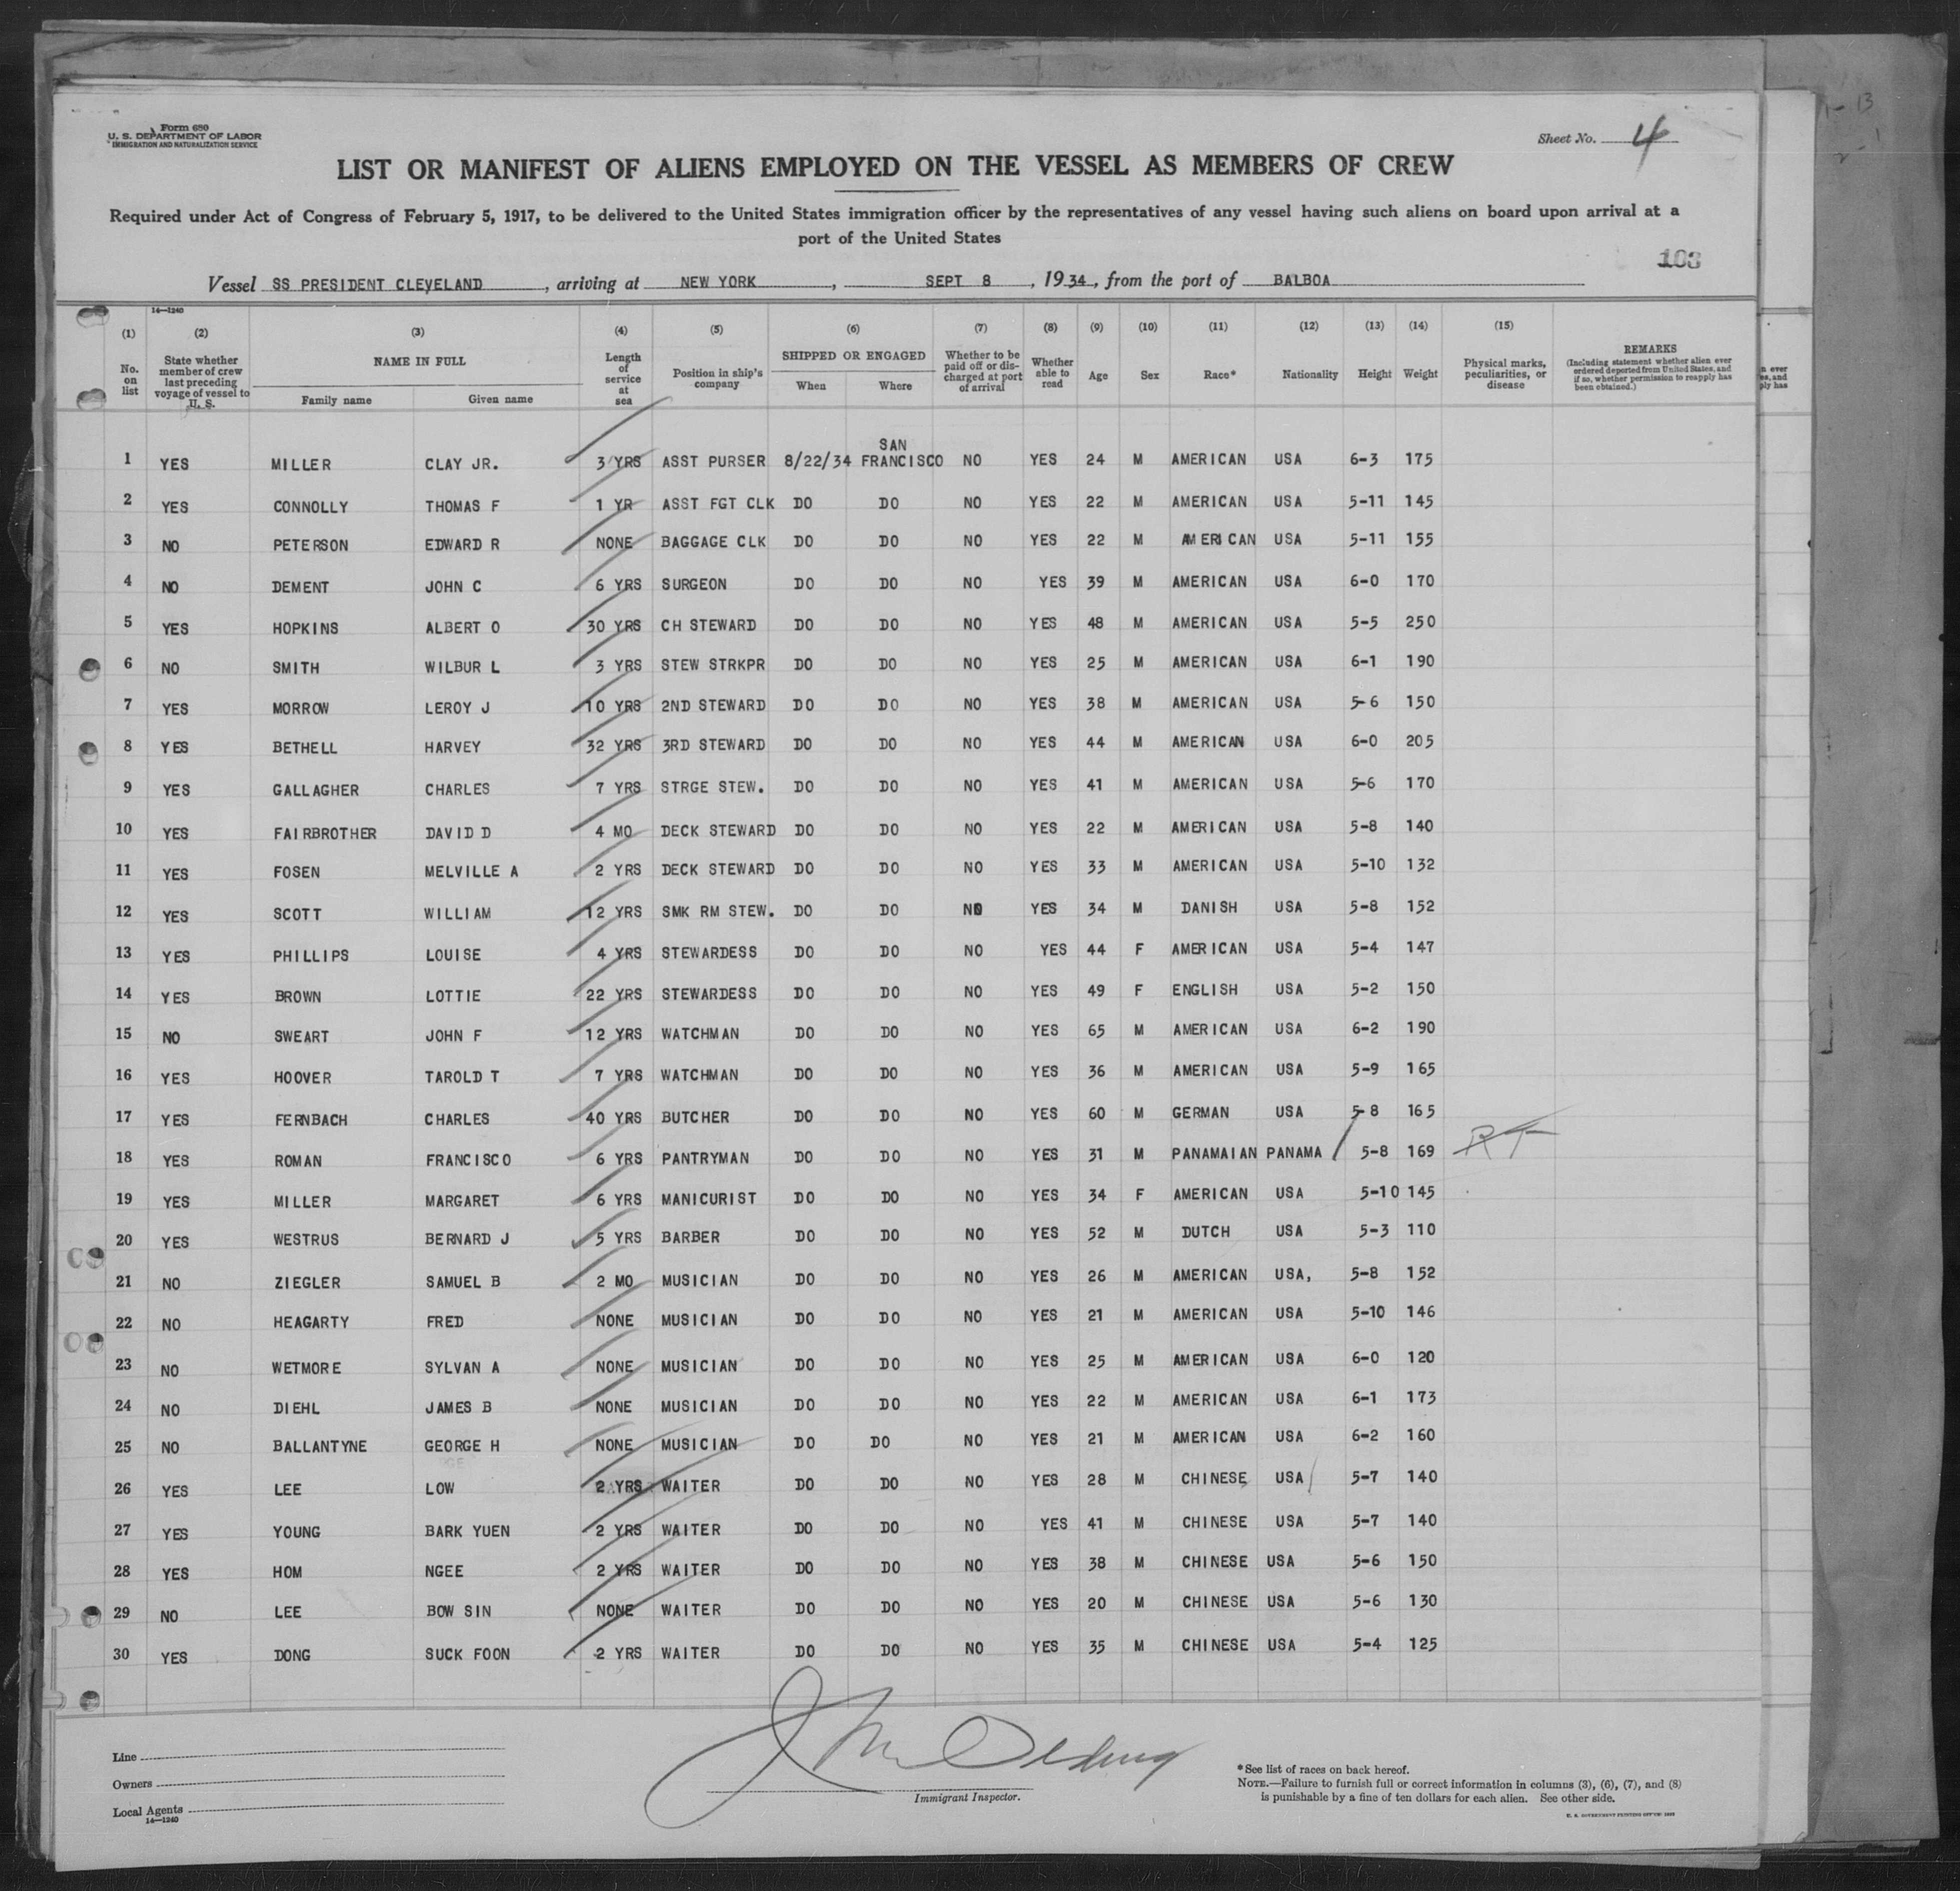 Form 680
U. S. DEPARTMENT OF LABOR
IMMIGRATION AND NATURALIZATION SERVICE
Sheet No. 4
LIST OR MANIFEST OF ALIENS EMPLOYED ON THE VESSEL AS MEMBERS OF CREW
Required under Act of Congress of February 5, 1917, to be delivered to the United States immigration officer by the representatives of any vessel having such aliens on board upon arrival at a
port of the United States
103
Vessel SS PRESIDENT CLEVELAND, arriving at NEW YORK, SEPT 8, 1934, from the port of BALBOA
14—1240
(1) (2) (3) (4) (5) (6) (7) (8) (9) (10) (11) (12) (13) (14) (15)
No. on list State whether member of crew last preceding voyage of vessel to U. S. NAME IN FULL Family name Given name Length of service at sea Position in ship's company SHIPPED OR ENGAGED When Where Whether to be paid off or discharged at port of arrival Whether able to read Age Sex Race* Nationality Height Weight Physical marks, peculiarities, or disease REMARKS (Including statement whether alien ever ordered deported from United States, and if so, whether permission to reapply has been obtained.)
1 YES MILLER CLAY JR. 3 YRS ASST PURSER 8/22/34 SAN FRANCISCO NO YES 24 M AMERICAN USA 6-3 175
2 YES CONNOLLY THOMAS F 1 YR ASST FGT CLK DO DO NO YES 22 M AMERICAN USA 5-11 145
3 NO PETERSON EDWARD R NONE BAGGAGE CLK DO DO NO YES 22 M AMERICAN USA 5-11 155
4 NO DEMENT JOHN C 6 YRS SURGEON DO DO NO YES 39 M AMERICAN USA 6-0 170
5 YES HOPKINS ALBERT O 30 YRS CH STEWARD DO DO NO YES 48 M AMERICAN USA 5-5 250
6 NO SMITH WILBUR L 3 YRS STEW STRKPR DO DO NO YES 25 M AMERICAN USA 6-1 190
7 YES MORROW LEROY J 10 YRS 2ND STEWARD DO DO NO YES 38 M AMERICAN USA 5-6 150
8 YES BETHELL HARVEY 32 YRS 3RD STEWARD DO DO NO YES 44 M AMERICAN USA 6-0 205
9 YES GALLAGHER CHARLES 7 YRS STRGE STEW. DO DO NO YES 41 M AMERICAN USA 5-6 170
10 YES FAIRBROTHER DAVID D 4 MO DECK STEWARD DO DO NO YES 22 M AMERICAN USA 5-8 140
11 YES FOSEN MELVILLE A 2 YRS DECK STEWARD DO DO NO YES 33 M AMERICAN USA 5-10 132
12 YES SCOTT WILLIAM 12 YRS SMK RM STEW. DO DO NO YES 34 M DANISH USA 5-8 152
13 YES PHILLIPS LOUISE 4 YRS STEWARDESS DO DO NO YES 44 F AMERICAN USA 5-4 147
14 YES BROWN LOTTIE 22 YRS STEWARDESS DO DO NO YES 49 F ENGLISH USA 5-2 150
15 NO SWEART JOHN F 12 YRS WATCHMAN DO DO NO YES 65 M AMERICAN USA 6-2 190
16 YES HOOVER TAROLD T 7 YRS WATCHMAN DO DO NO YES 36 M AMERICAN USA 5-9 165
17 YES FERNBACH CHARLES 40 YRS BUTCHER DO DO NO YES 60 M GERMAN USA 5-8 165
18 YES ROMAN FRANCISCO 6 YRS PANTRYMAN DO DO NO YES 31 M PANAMAIAN PANAMA 5-8 169
19 YES MILLER MARGARET 6 YRS MANICURIST DO DO NO YES 34 F AMERICAN USA 5-10 145
20 YES WESTRUS BERNARD J 5 YRS BARBER DO DO NO YES 52 M DUTCH USA 5-3 110
21 NO ZIEGLER SAMUEL B 2 MO MUSICIAN DO DO NO YES 26 M AMERICAN USA, 5-8 152
22 NO HEAGARTY FRED NONE MUSICIAN DO DO NO YES 21 M AMERICAN USA 5-10 146
23 NO WETMORE SYLVAN A NONE MUSICIAN DO DO NO YES 25 M AMERICAN USA 6-0 120
24 NO DIEHL JAMES B NONE MUSICIAN DO DO NO YES 22 M AMERICAN USA 6-1 173
25 NO BALLANTYNE GEORGE H NONE MUSICIAN DO DO NO YES 21 M AMERICAN USA 6-2 160
26 YES LEE LOW 2 YRS WAITER DO DO NO YES 28 M CHINESE USA 5-7 140
27 YES YOUNG BARK YUEN 2 YRS WAITER DO DO NO YES 41 M CHINESE USA 5-7 140
28 YES HOM NGEE 2 YRS WAITER DO DO NO YES 38 M CHINESE USA 5-6 150
29 NO LEE BOW SIN NONE WAITER DO DO NO YES 20 M CHINESE USA 5-6 130
30 YES DONG SUCK FOON 2 YRS WAITER DO DO NO YES 35 M CHINESE USA 5-4 125
Line
Owners
Local Agents
14—1240
Immigrant Inspector.
*See list of races on back hereof.
NOTE.—Failure to furnish full or correct information in columns (3), (6), (7), and (8)
is punishable by a fine of ten dollars for each alien. See other side.